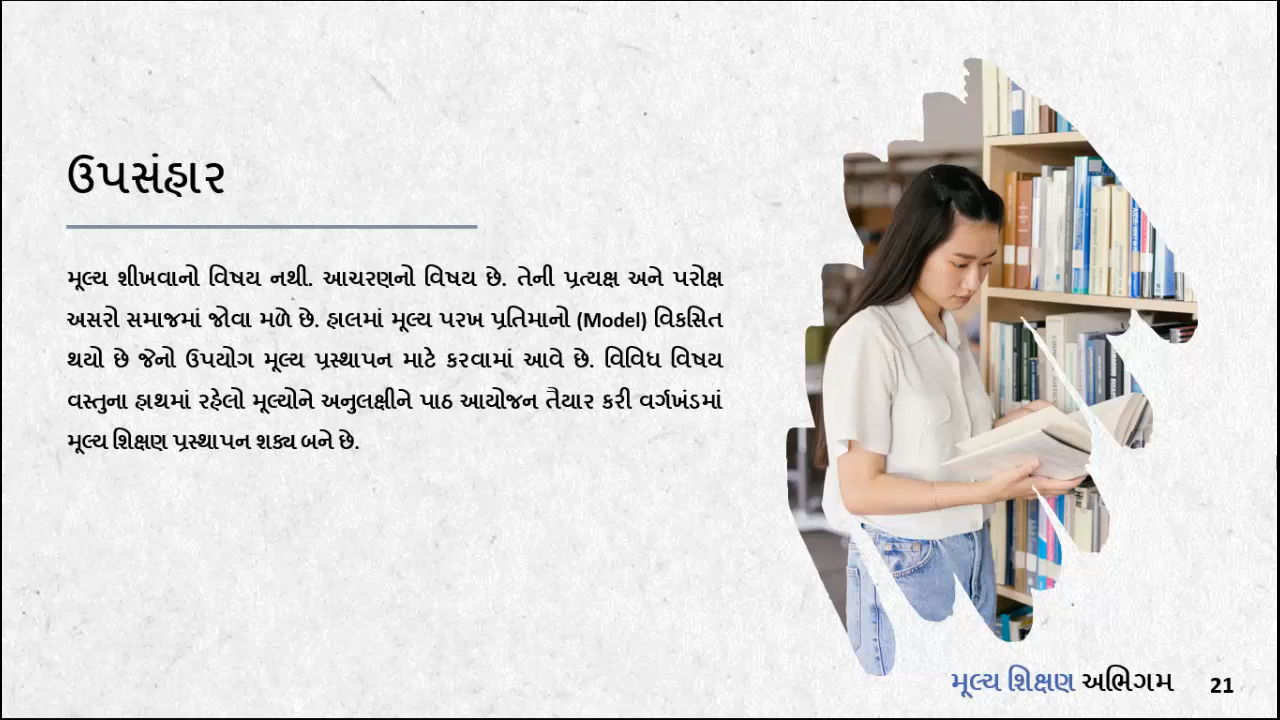 ઉપસંહાર
મૂલ્ય શીખવાનો વિષય નથી. આચરણનો વિષય છે. તેની પ્રત્યક્ષ અને પરોક્ષ
અસરો સમાજમાં જોવા મળે છે. હાલમાં મૂલ્ય પરખ પ્રતિમાનો (Model) વિકસિત
થયો છે જેનો ઉપયોગ મૂલ્ય પ્રસ્થાપન માટે કરવામાં આવે છે. વિવિધ વિષય
વસ્તુના હાથમાં રહેલો મૂલ્યોને અનુલક્ષીને પાઠ આયોજન તૈયાર કરી વર્ગખંડમાં
મૂલ્ય શિક્ષણ પ્રસ્થાપન શક્ય બને છે.
મૂલ્ય શિક્ષણ અભિગમ 21